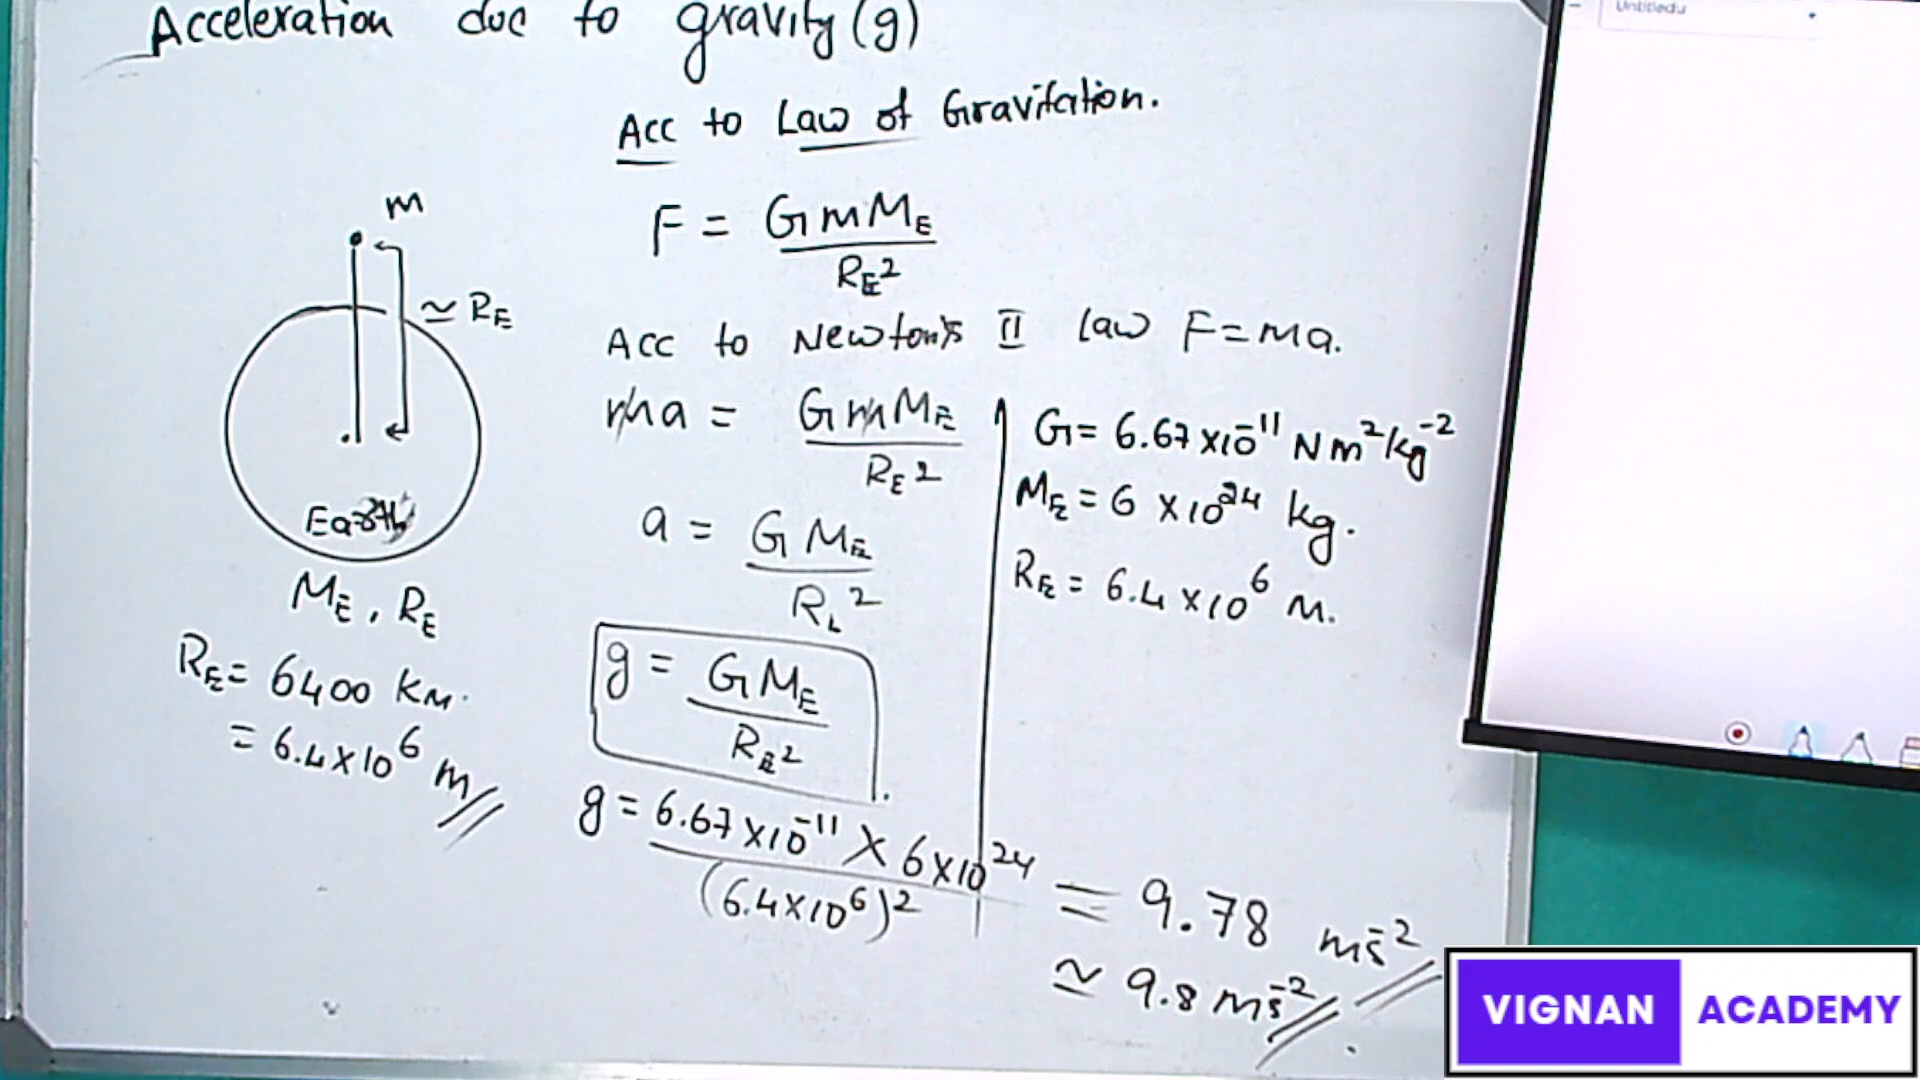 Acceleration due to gravity (g)
Acc to Law of Gravitation.
m
≃ RE
Earth
ME, RE
RE = 6400 KM.
= 6.4×10⁶ m
F = GmME / RE²
Acc to Newton's II law F=ma.
ma = GmME / RE²
a = GME / RE²
g = GME / RE²
g = 6.67×10⁻¹¹ × 6×10²⁴ / (6.4×10⁶)² = 9.78 ms⁻²
≃ 9.8 ms⁻²
G = 6.67×10⁻¹¹ Nm²kg⁻²
ME = 6 ×10²⁴ kg.
RE = 6.4×10⁶ M.
VIGNAN ACADEMY